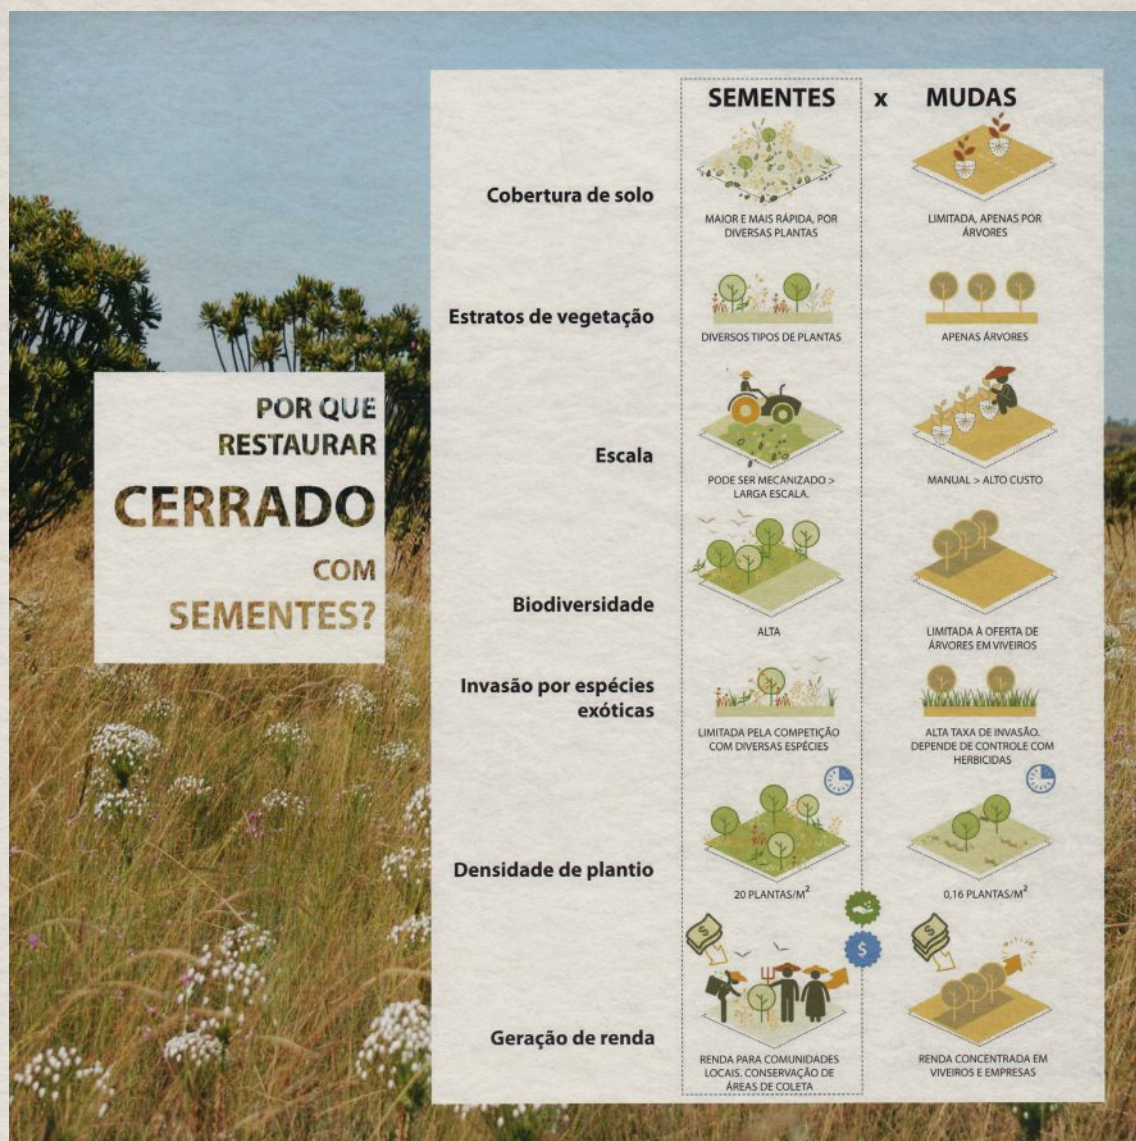 POR QUE
RESTAURAR
CERRADO
COM
SEMENTES?
SEMENTES x MUDAS
Cobertura de solo
MAIOR E MAIS RÁPIDA, POR
DIVERSAS PLANTAS
LIMITADA, APENAS POR
ÁRVORES
Estratos de vegetação
DIVERSOS TIPOS DE PLANTAS
APENAS ÁRVORES
Escala
PODE SER MECANIZADO >
LARGA ESCALA.
MANUAL > ALTO CUSTO
Biodiversidade
ALTA
LIMITADA À OFERTA DE
ÁRVORES EM VIVEIROS
Invasão por espécies
exóticas
LIMITADA PELA COMPETIÇÃO
COM DIVERSAS ESPÉCIES
ALTA TAXA DE INVASÃO.
DEPENDE DE CONTROLE COM
HERBICIDAS
Densidade de plantio
20 PLANTAS/M²
0,16 PLANTAS/M²
Geração de renda
$
$
$
RENDA PARA COMUNIDADES
LOCAIS. CONSERVAÇÃO DE
ÁREAS DE COLETA
RENDA CONCENTRADA EM
VIVEIROS E EMPRESAS